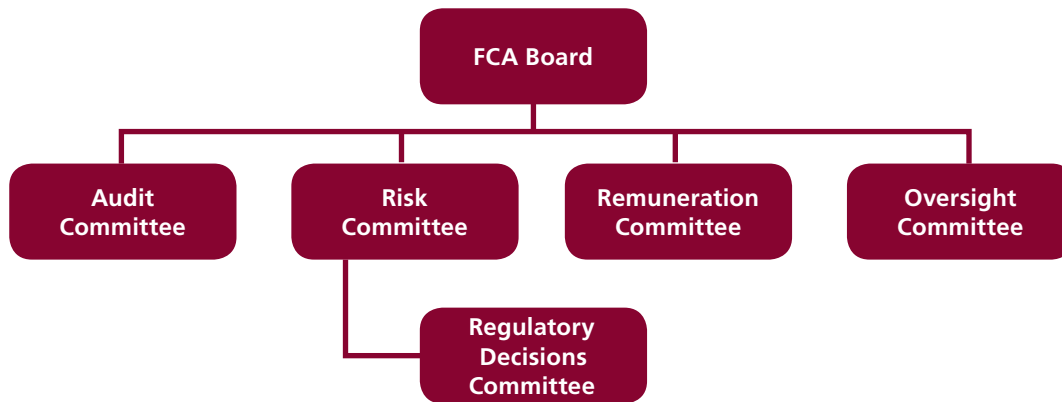 FCA Board
Audit
Committee
Risk
Committee
Remuneration
Committee
Oversight
Committee
Regulatory
Decisions
Committee